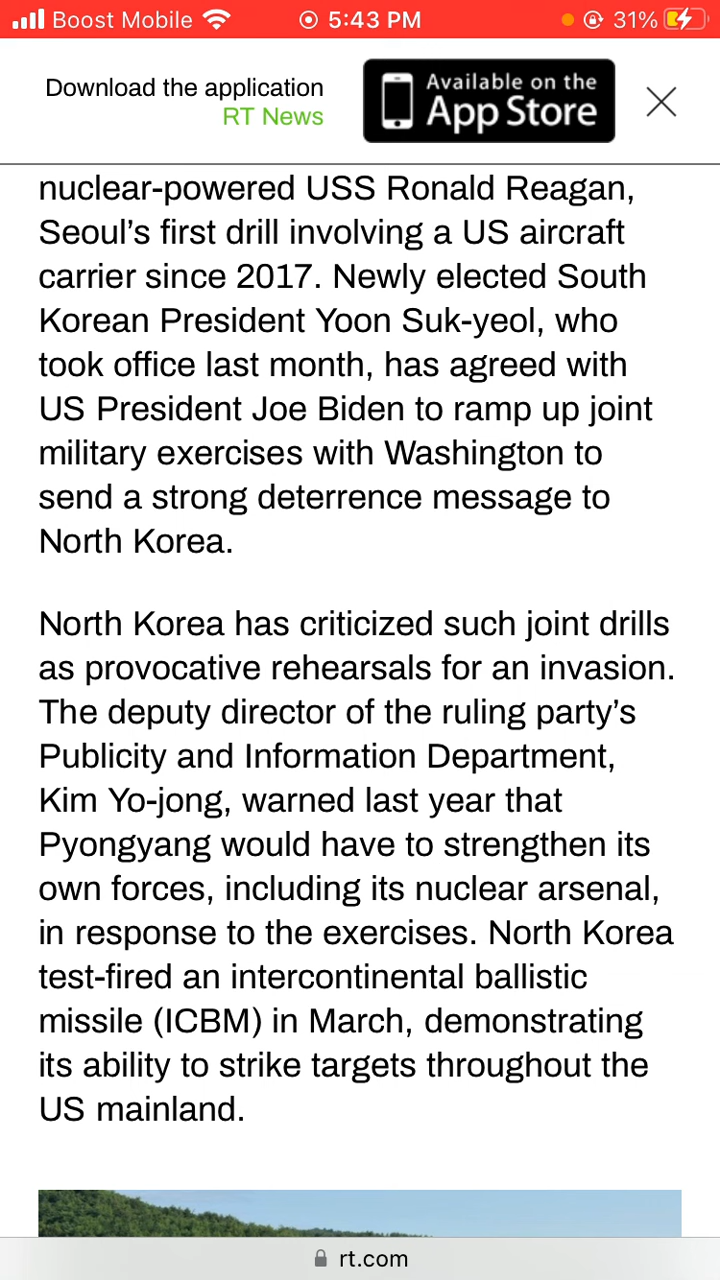 Boost Mobile 5:43 PM 31%
Download the application
RT News
Available on the
App Store
nuclear-powered USS Ronald Reagan,
Seoul’s first drill involving a US aircraft
carrier since 2017. Newly elected South
Korean President Yoon Suk-yeol, who
took office last month, has agreed with
US President Joe Biden to ramp up joint
military exercises with Washington to
send a strong deterrence message to
North Korea.
North Korea has criticized such joint drills
as provocative rehearsals for an invasion.
The deputy director of the ruling party’s
Publicity and Information Department,
Kim Yo-jong, warned last year that
Pyongyang would have to strengthen its
own forces, including its nuclear arsenal,
in response to the exercises. North Korea
test-fired an intercontinental ballistic
missile (ICBM) in March, demonstrating
its ability to strike targets throughout the
US mainland.
rt.com